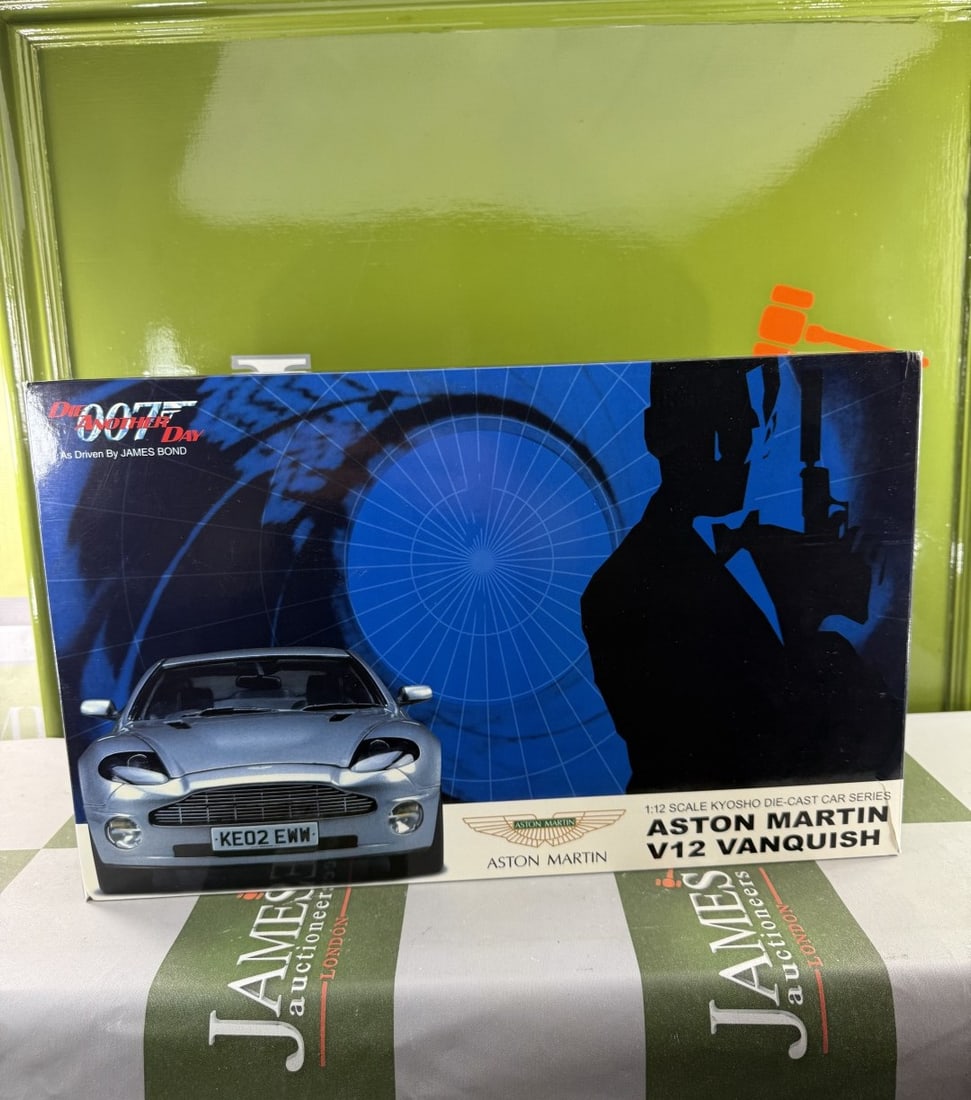 DIE ANOTHER DAY
007
As Driven By JAMES BOND
KE02 EWW
ASTON MARTIN
ASTON MARTIN
1:12 SCALE KYOSHO DIE-CAST CAR SERIES
ASTON MARTIN
V12 VANQUISH
JAMES
auctioneers
LONDON
JAMES
auctioneers
LONDON